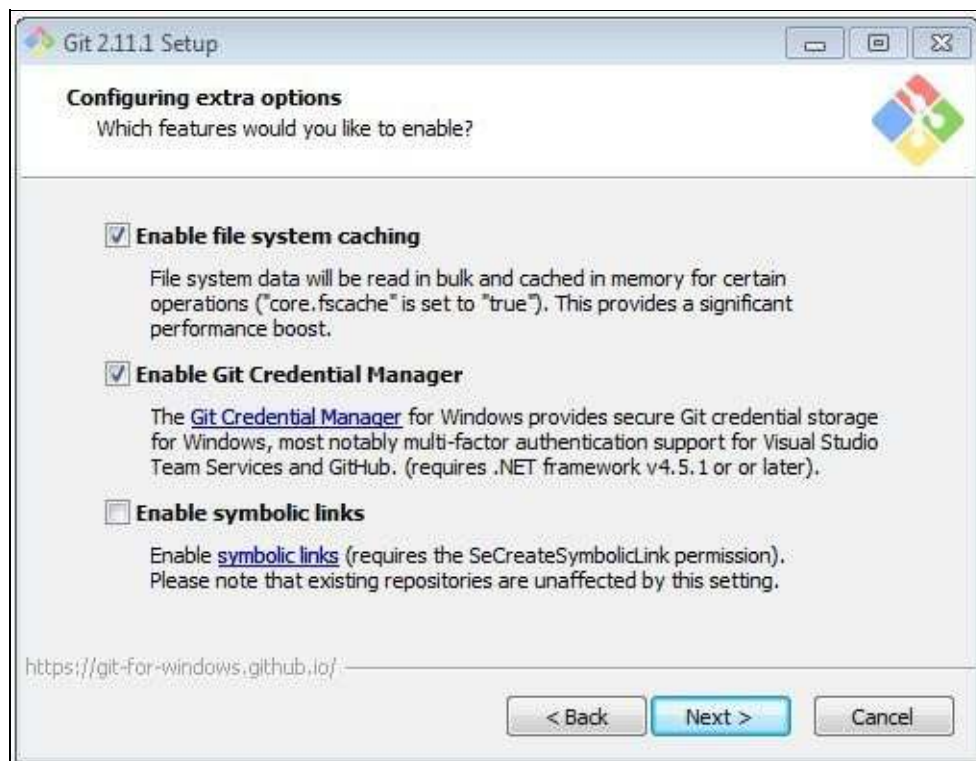 Git 2.11.1 Setup
Configuring extra options
Which features would you like to enable?
Enable file system caching
File system data will be read in bulk and cached in memory for certain
operations ("core.fscache" is set to "true"). This provides a significant
performance boost.
Enable Git Credential Manager
The Git Credential Manager for Windows provides secure Git credential storage
for Windows, most notably multi-factor authentication support for Visual Studio
Team Services and GitHub. (requires .NET framework v4.5.1 or or later).
Enable symbolic links
Enable symbolic links (requires the SeCreateSymbolicLink permission).
Please note that existing repositories are unaffected by this setting.
https://git-for-windows.github.io/
< Back Next > Cancel